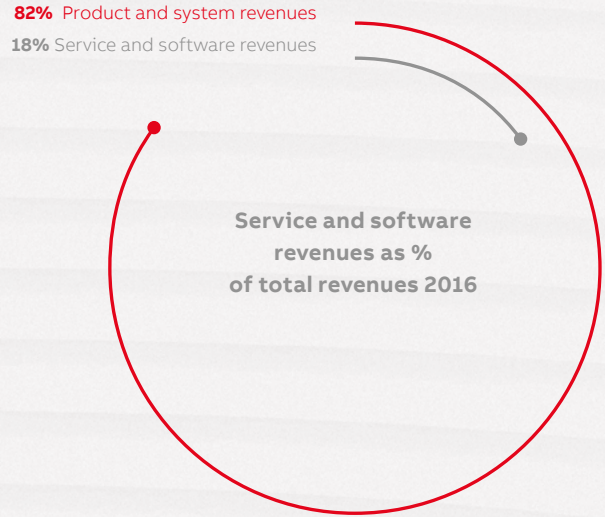 82% Product and system revenues
18% Service and software revenues
Service and software
revenues as %
of total revenues 2016